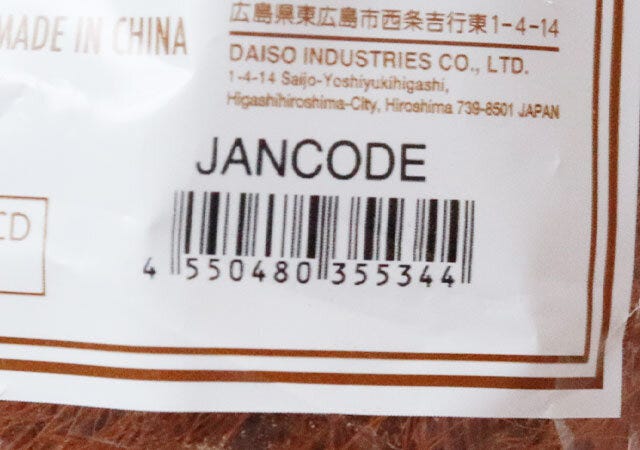 広島県東広島市西条吉行東1-4-14
MADE IN CHINA
DAISO INDUSTRIES CO., LTD.
1-4-14 Saijo-Yoshiyukihigashi,
Higashihiroshima-City, Hiroshima 739-8501 JAPAN
JANCODE
CD
4 550480 355344